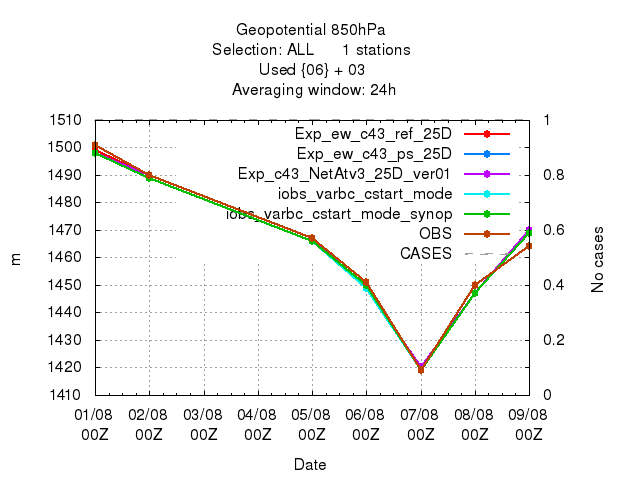 Geopotential 850hPa
Selection: ALL 1 stations
Used {06} + 03
Averaging window: 24h
1510
1500
1490
1480
1470
1460
1450
1440
1430
1420
1410
m
1
0.8
0.6
0.4
0.2
0
No cases
Exp_ew_c43_ref_25D
Exp_ew_c43_ps_25D
Exp_c43_NetAtv3_25D_ver01
iobs_varbc_cstart_mode
iobs_varbc_cstart_mode_synop
OBS
CASES
01/08 02/08 03/08 04/08 05/08 06/08 07/08 08/08 09/08
00Z 00Z 00Z 00Z 00Z 00Z 00Z 00Z 00Z
Date